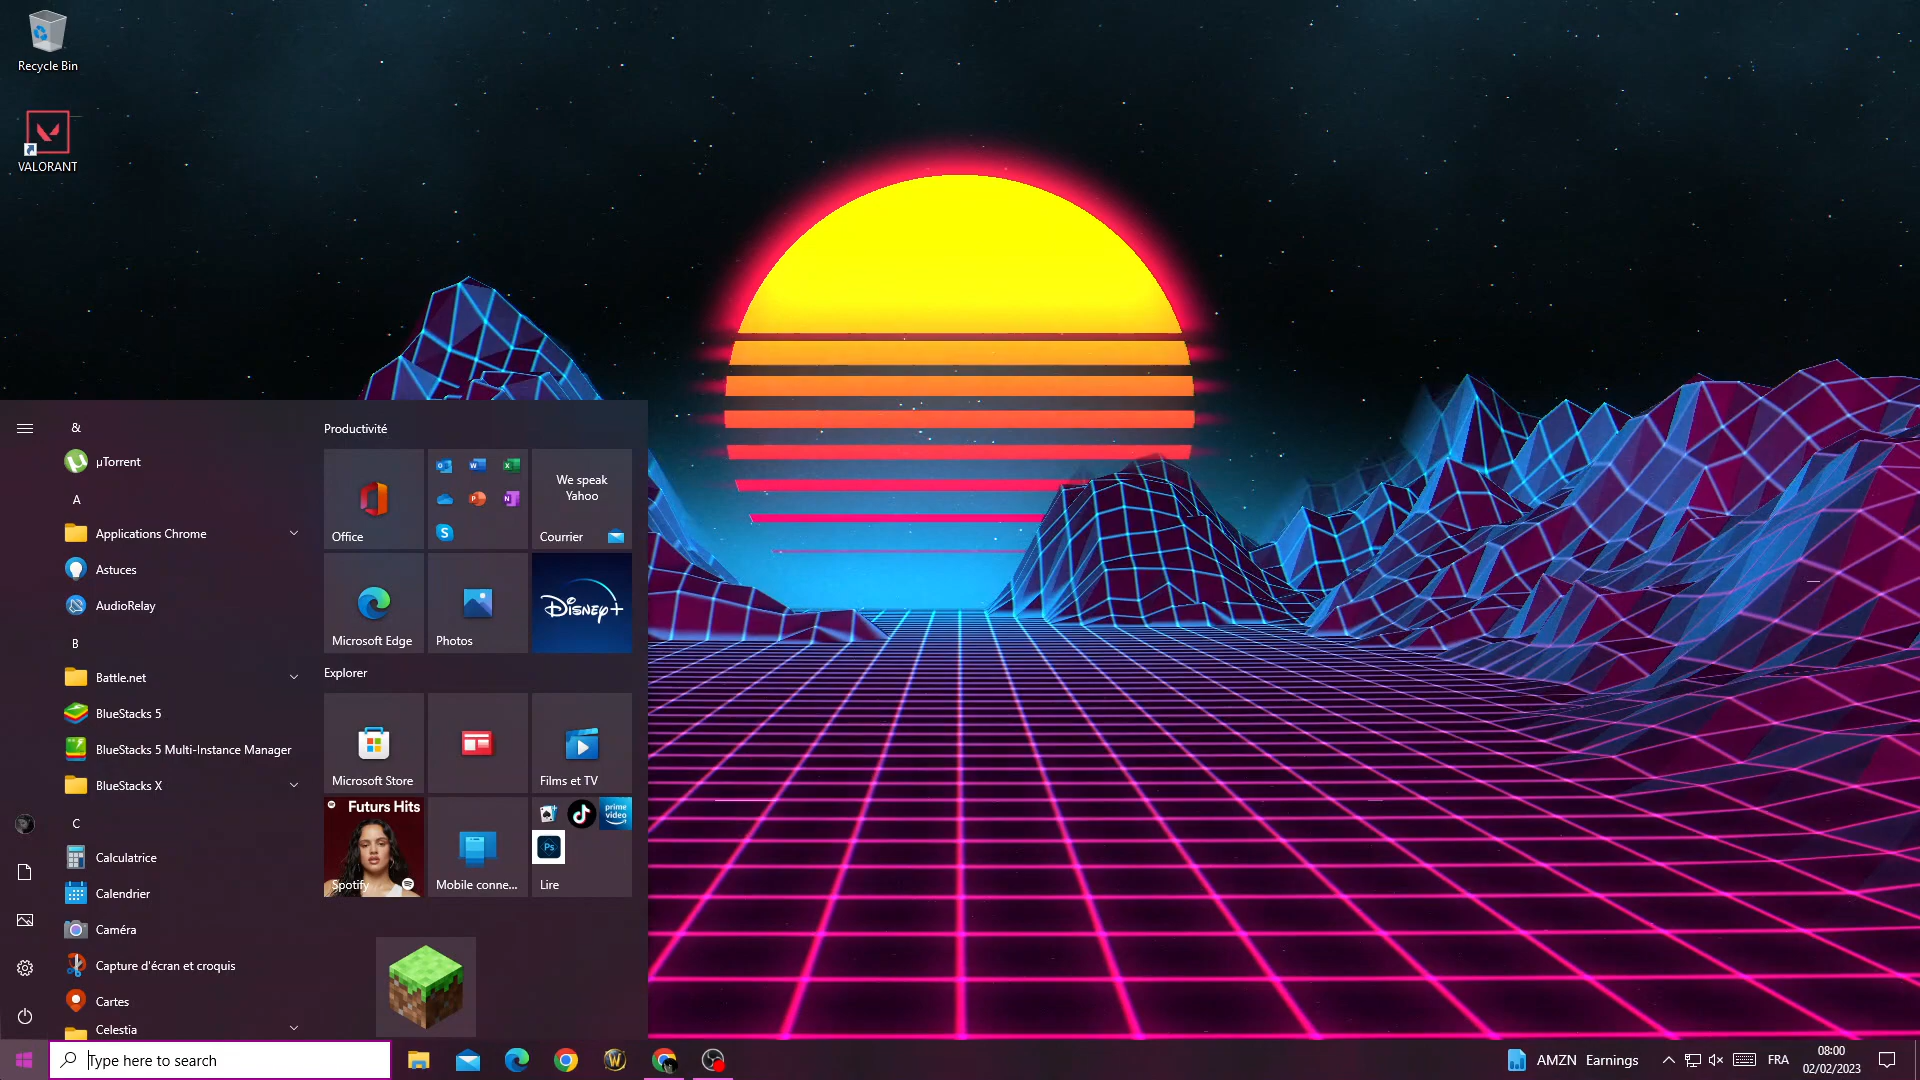 Recycle Bin
VALORANT
&
µTorrent
A
Applications Chrome
Astuces
AudioRelay
B
Battle.net
BlueStacks 5
BlueStacks 5 Multi-Instance Manager
BlueStacks X
C
Calculatrice
Calendrier
Caméra
Capture d'écran et croquis
Cartes
Celestia
Productivité
Office
We speak
Yahoo
Courrier
Microsoft Edge
Photos
Disney+
Explorer
Microsoft Store
Films et TV
Futurs Hits
Spotify
Mobile conne...
prime
video
Ps
Lire
Type here to search
AMZN Earnings
FRA
08:00
02/02/2023